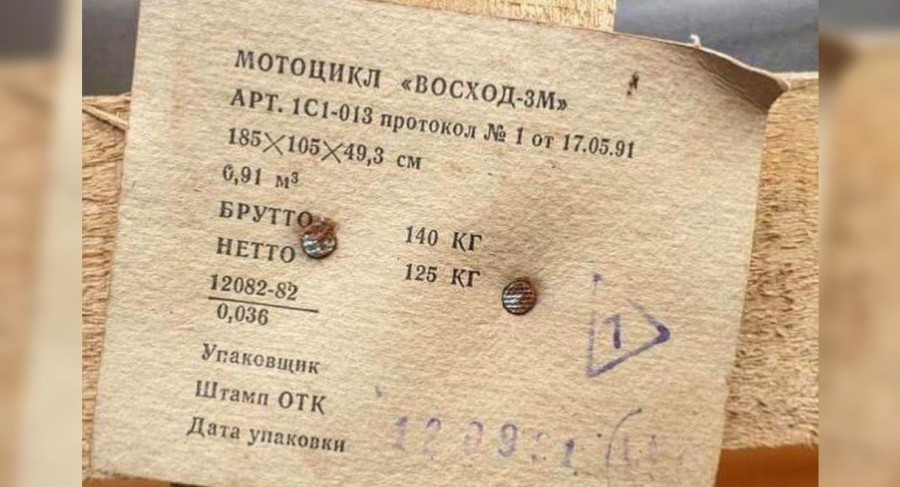 МОТОЦИКЛ «ВОСХОД-3М»
АРТ. 1С1-013 протокол № 1 от 17.05.91
185×105×49,3 см
0,91 м³
БРУТТО 140 КГ
НЕТТО 125 КГ
12082-82
0,036
1
Упаковщик
Штамп ОТК
Дата упаковки